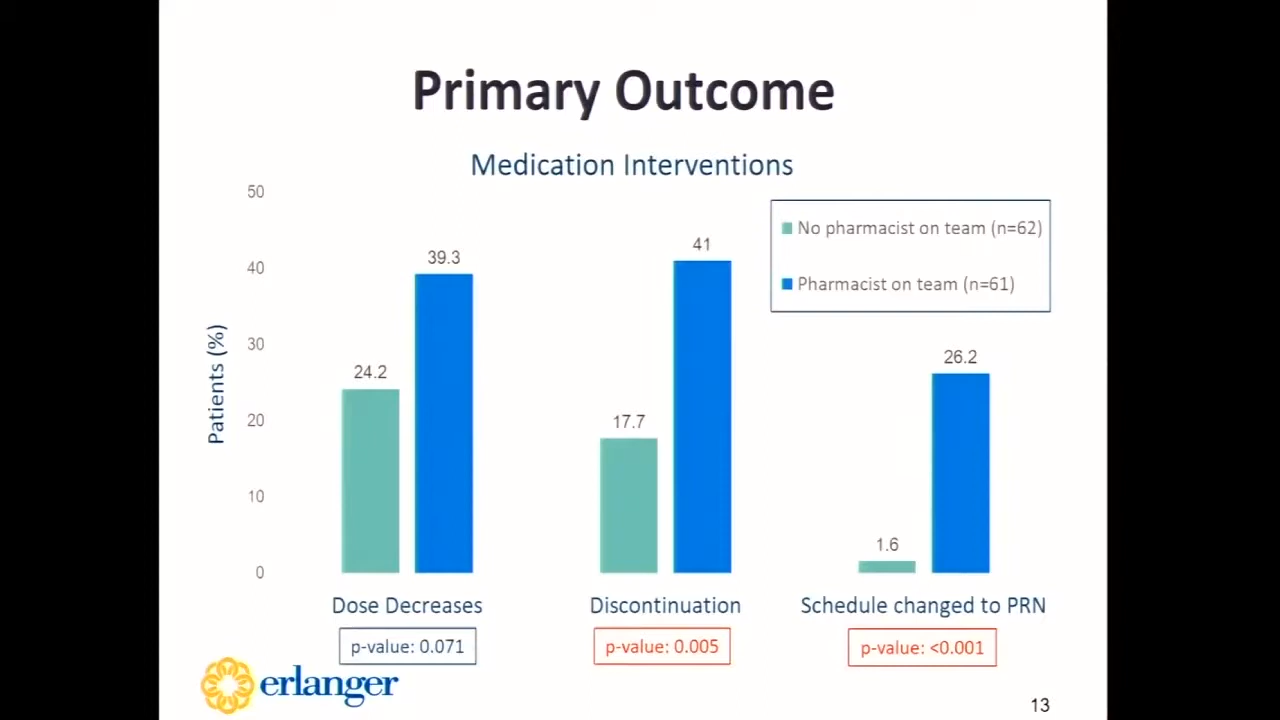 Primary Outcome
Medication Interventions
50
40
30
20
10
0
Patients (%)
No pharmacist on team (n=62)
Pharmacist on team (n=61)
24.2
39.3
17.7
41
1.6
26.2
Dose Decreases
Discontinuation
Schedule changed to PRN
p-value: 0.071
p-value: 0.005
p-value: <0.001
erlanger
13